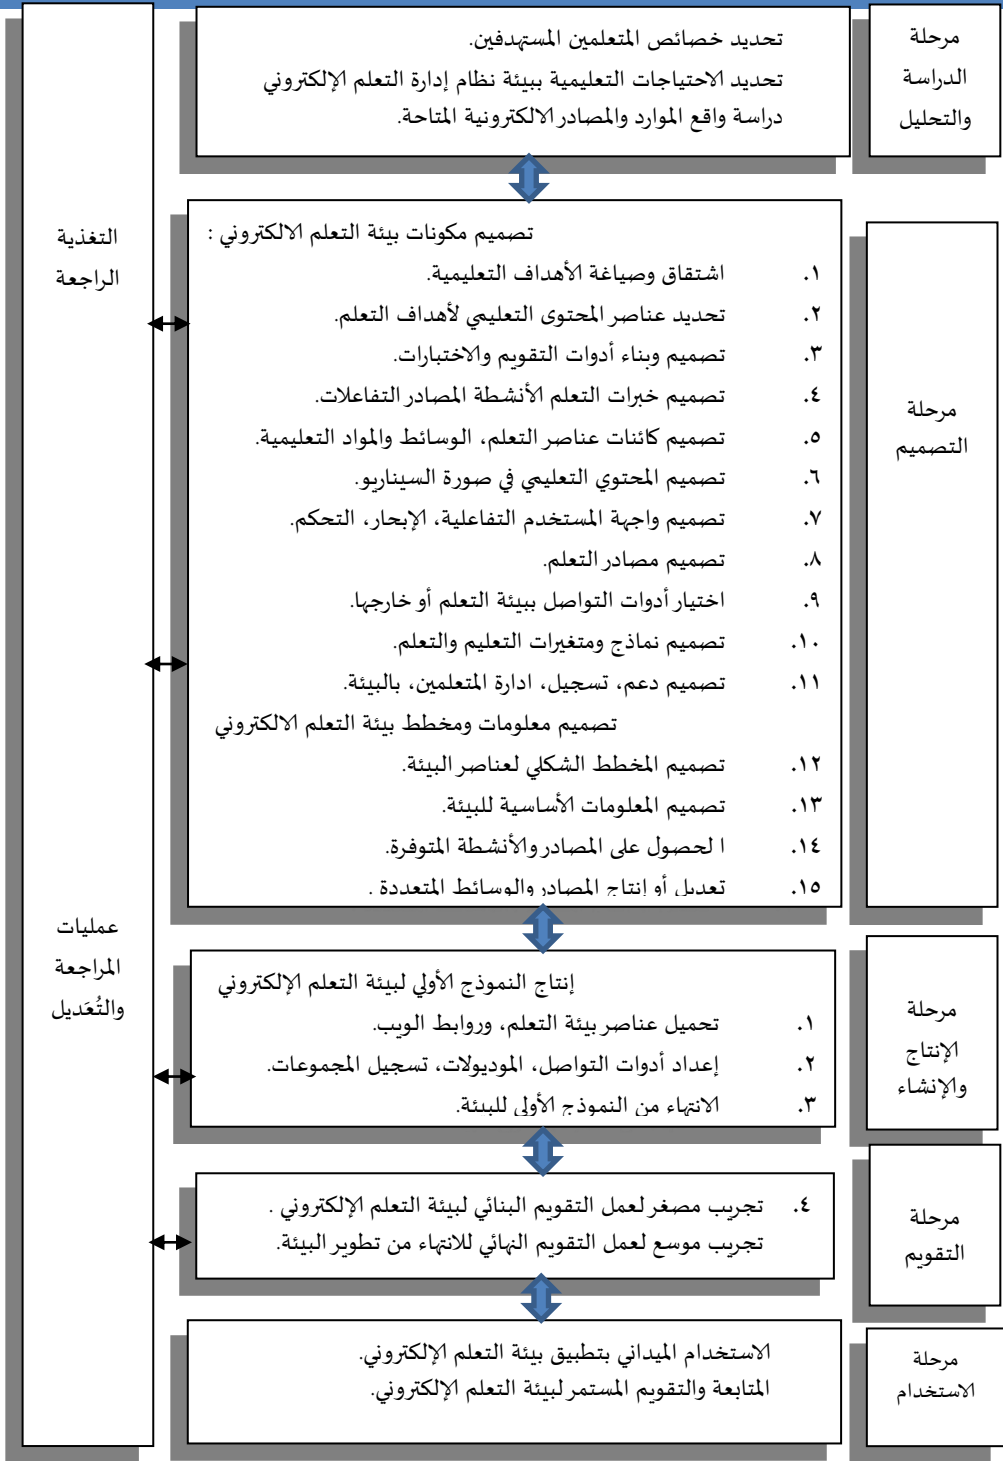 مرحلة
الدراسة
والتحليل
تحديد خصائص المتعلمين المستهدفين.
تحديد الاحتياجات التعليمية ببيئة نظام إدارة التعلم الإلكتروني
دراسة واقع الموارد والمصادر الالكترونية المتاحة.
مرحلة
التصميم
تصميم مكونات بيئة التعلم الالكتروني :
١. اشتقاق وصياغة الأهداف التعليمية.
٢. تحديد عناصر المحتوى التعليمي لأهداف التعلم.
٣. تصميم وبناء أدوات التقويم والاختبارات.
٤. تصميم خبرات التعلم الأنشطة المصادر التفاعلات.
٥. تصميم كائنات عناصر التعلم، الوسائط والمواد التعليمية.
٦. تصميم المحتوي التعليمي في صورة السيناريو.
٧. تصميم واجهة المستخدم التفاعلية، الإبحار، التحكم.
٨. تصميم مصادر التعلم.
٩. اختيار أدوات التواصل ببيئة التعلم أو خارجها.
١٠. تصميم نماذج ومتغيرات التعليم والتعلم.
١١. تصميم دعم، تسجيل، ادارة المتعلمين، بالبيئة.
تصميم معلومات ومخطط بيئة التعلم الالكتروني
١٢. تصميم المخطط الشكلي لعناصر البيئة.
١٣. تصميم المعلومات الأساسية للبيئة.
١٤. ا لحصول على المصادر والأنشطة المتوفرة.
١٥. تعديل أو إنتاج المصادر والوسائط المتعددة .
مرحلة
الإنتاج
والإنشاء
إنتاج النموذج الأولي لبيئة التعلم الإلكتروني
١. تحميل عناصر بيئة التعلم، وروابط الويب.
٢. إعداد أدوات التواصل، الموديولات، تسجيل المجموعات.
٣. الانتهاء من النموذج الأولي للبيئة.
مرحلة
التقويم
٤. تجريب مصغر لعمل التقويم البنائي لبيئة التعلم الإلكتروني .
تجريب موسع لعمل التقويم النهائي للانتهاء من تطوير البيئة.
مرحلة
الاستخدام
الاستخدام الميداني بتطبيق بيئة التعلم الإلكتروني.
المتابعة والتقويم المستمر لبيئة التعلم الإلكتروني.
التغذية
الراجعة
عمليات
المراجعة
والتُعَديل